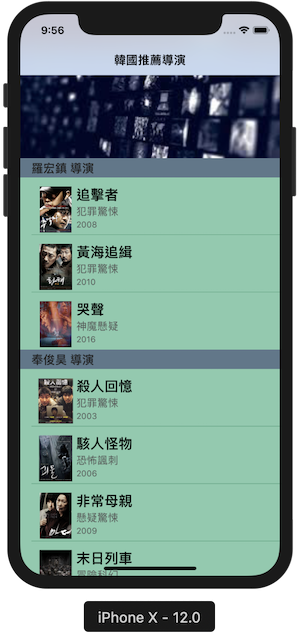 9:56
韓國推薦導演
羅宏鎮 導演
追擊者
犯罪驚悚
2008
黃海追緝
犯罪驚悚
2010
哭聲
神魔懸疑
2016
奉俊昊 導演
殺人回憶
犯罪驚悚
2003
駭人怪物
恐怖諷刺
2006
非常母親
懸疑驚悚
2009
末日列車
冒險科幻
iPhone X - 12.0